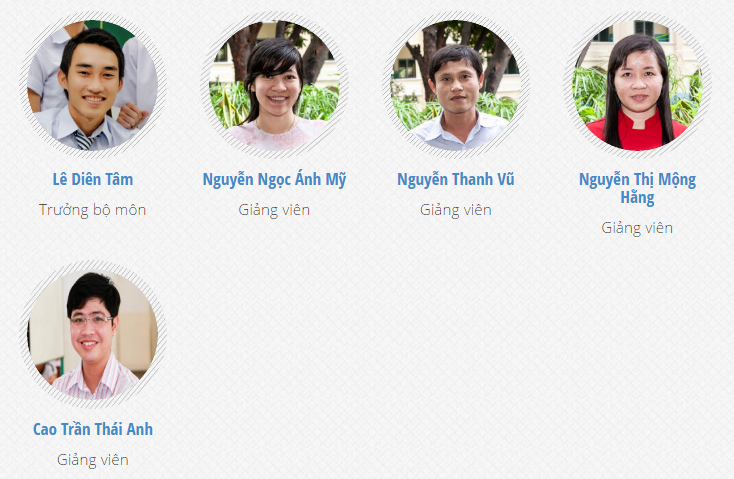 Lê Diên Tâm
Trưởng bộ môn
Nguyễn Ngọc Ánh Mỹ
Giảng viên
Nguyễn Thanh Vũ
Giảng viên
Nguyễn Thị Mộng
Hằng
Giảng viên
Cao Trần Thái Anh
Giảng viên